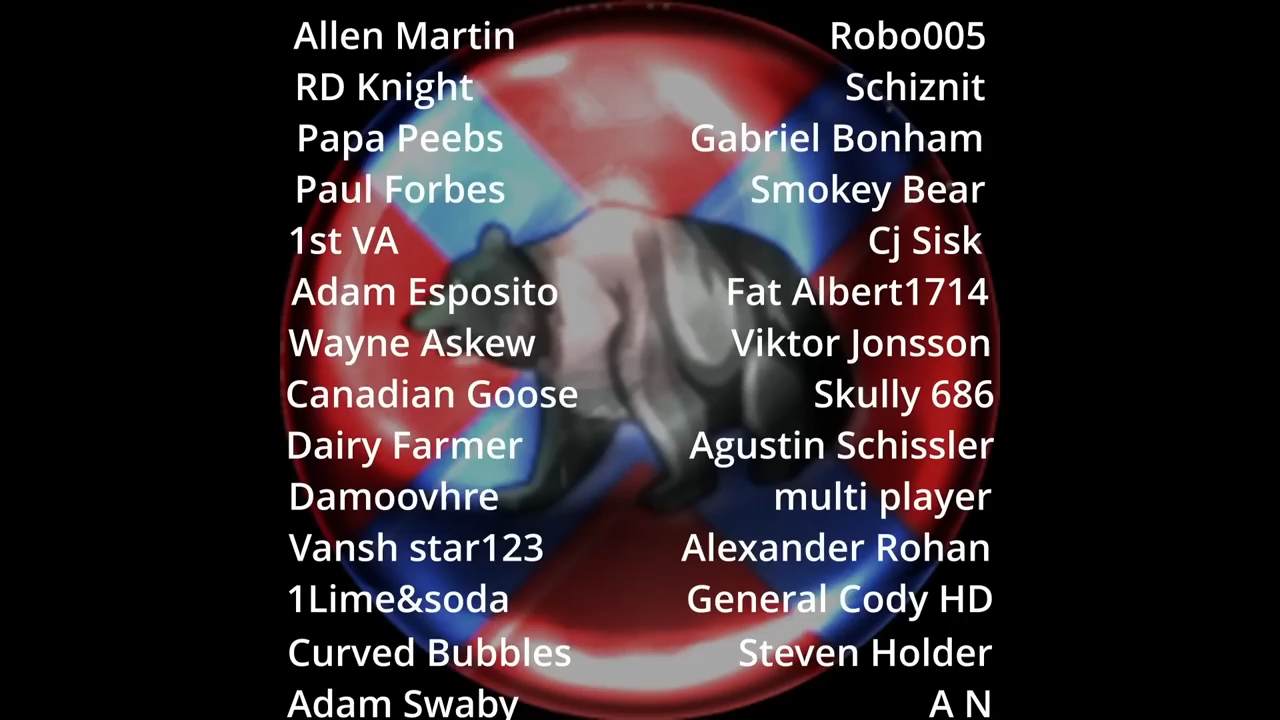 Allen Martin
Robo005
RD Knight
Schiznit
Papa Peebs
Gabriel Bonham
Paul Forbes
Smokey Bear
1st VA
Cj Sisk
Adam Esposito
Fat Albert1714
Wayne Askew
Viktor Jonsson
Canadian Goose
Skully 686
Dairy Farmer
Agustin Schissler
Damoovhre
multi player
Vansh star123
Alexander Rohan
1Lime&soda
General Cody HD
Curved Bubbles
Steven Holder
Adam Swaby
A N